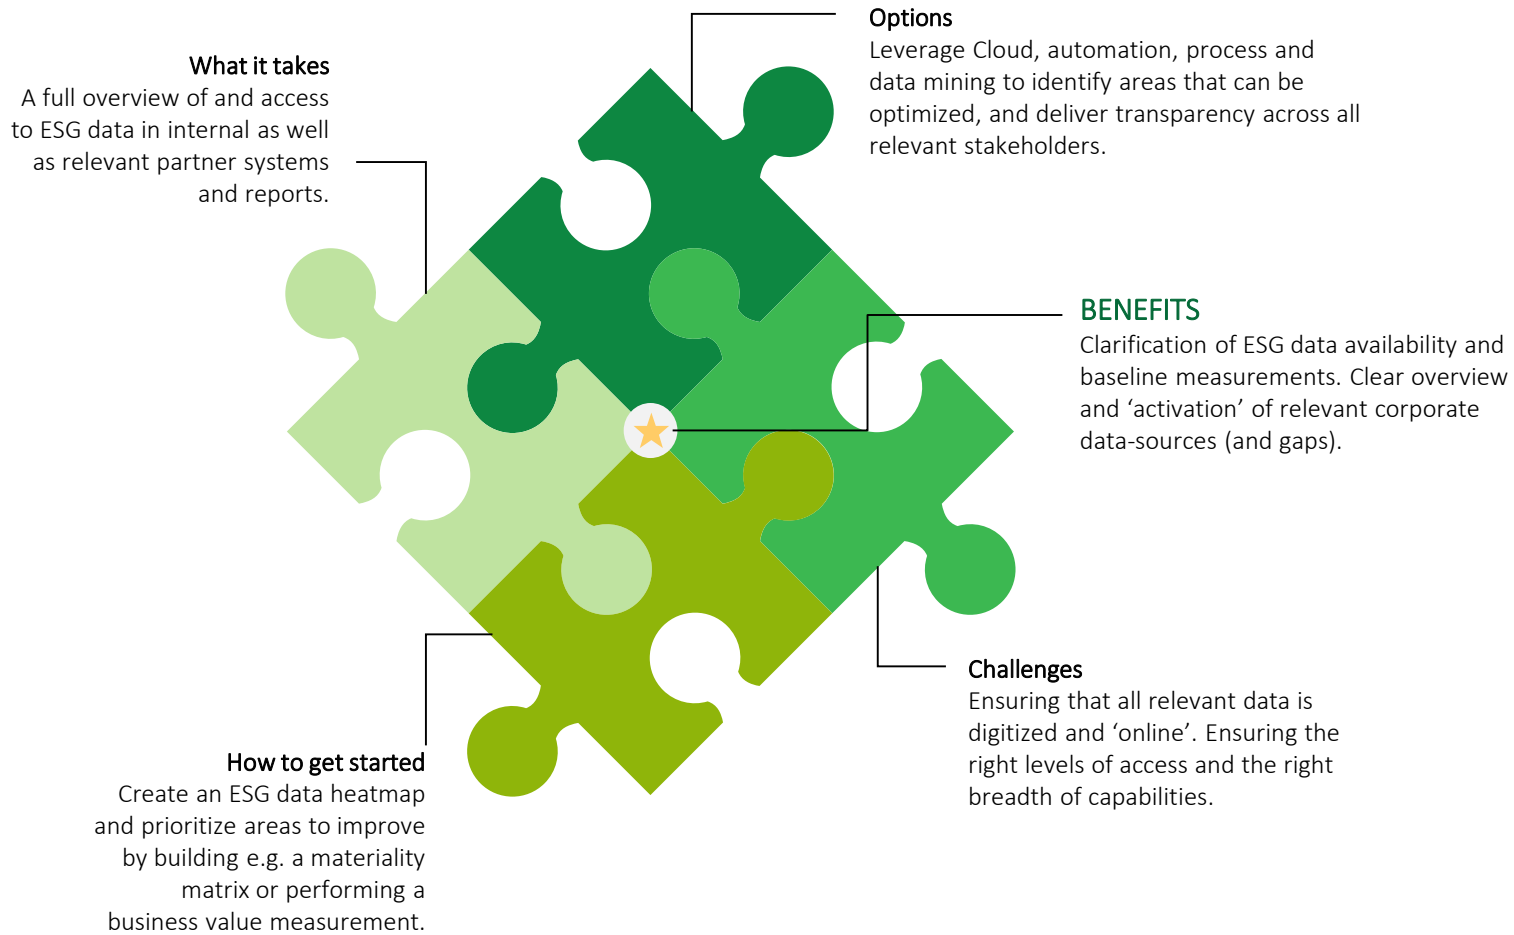 What it takes
A full overview of and access
to ESG data in internal as well
as relevant partner systems
and reports.
Options
Leverage Cloud, automation, process and
data mining to identify areas that can be
optimized, and deliver transparency across all
relevant stakeholders.
BENEFITS
Clarification of ESG data availability and
baseline measurements. Clear overview
and ‘activation’ of relevant corporate
data-sources (and gaps).
Challenges
Ensuring that all relevant data is
digitized and ‘online’. Ensuring the
right levels of access and the right
breadth of capabilities.
How to get started
Create an ESG data heatmap
and prioritize areas to improve
by building e.g. a materiality
matrix or performing a
business value measurement.